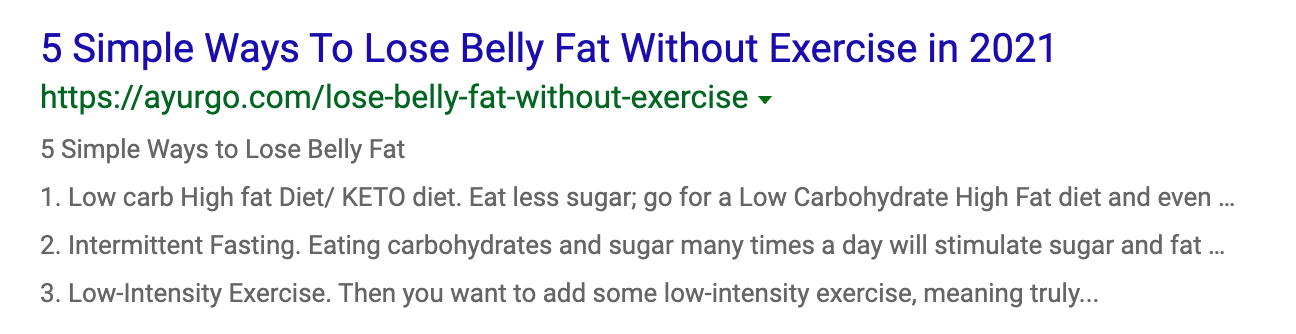 5 Simple Ways To Lose Belly Fat Without Exercise in 2021
https://ayurgo.com/lose-belly-fat-without-exercise
5 Simple Ways to Lose Belly Fat
1. Low carb High fat Diet/ KETO diet. Eat less sugar; go for a Low Carbohydrate High Fat diet and even ...
2. Intermittent Fasting. Eating carbohydrates and sugar many times a day will stimulate sugar and fat ...
3. Low-Intensity Exercise. Then you want to add some low-intensity exercise, meaning truly...